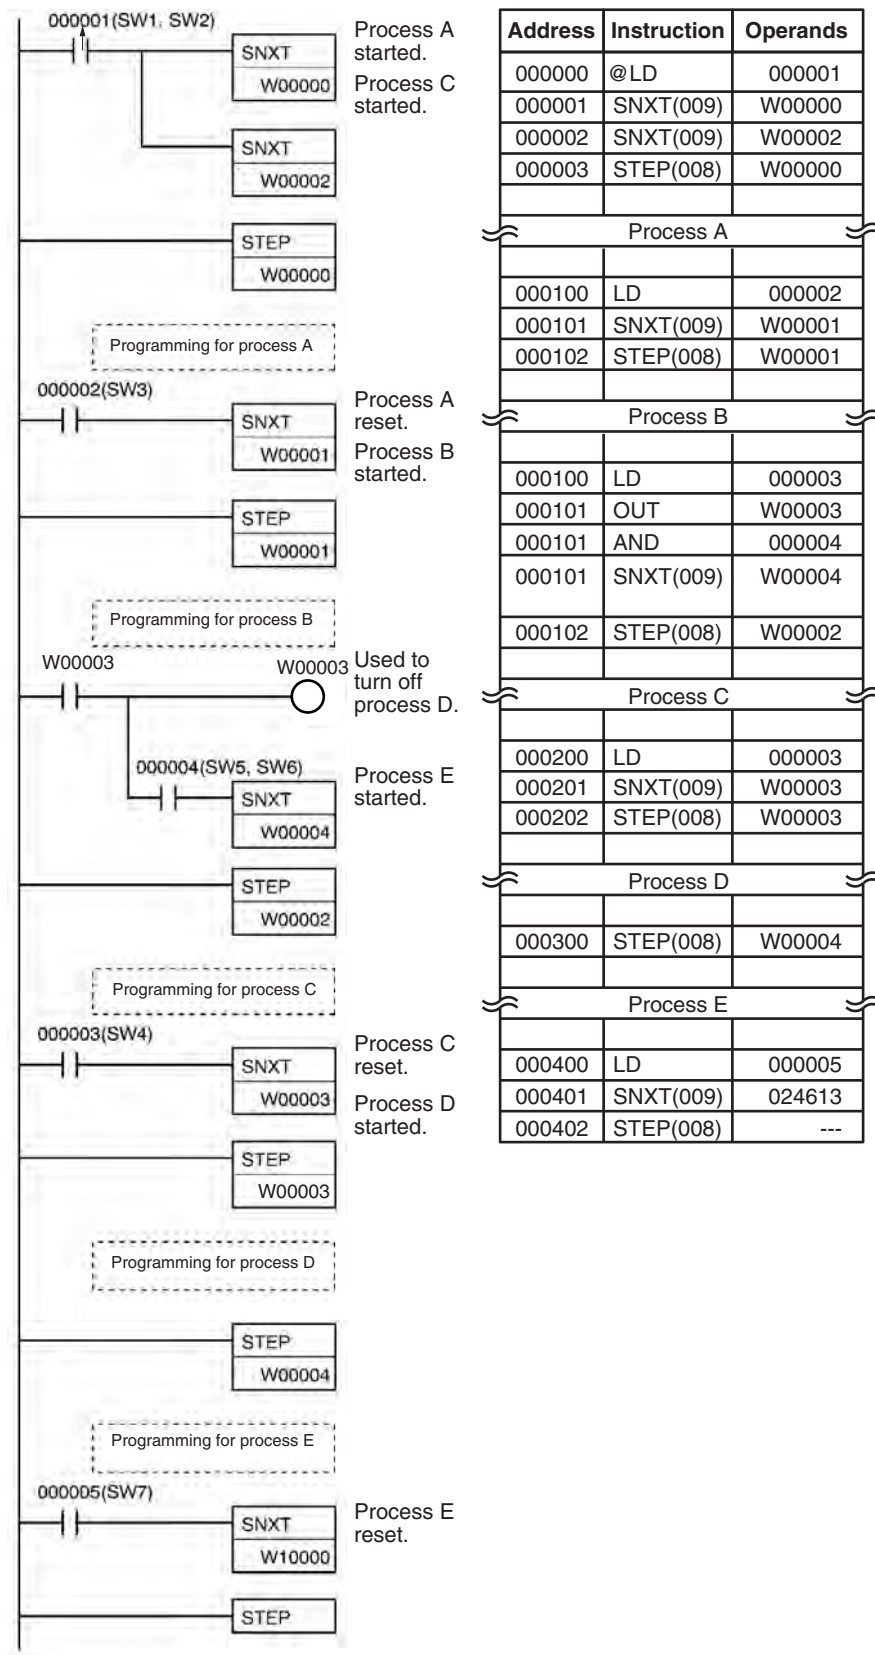 000001(SW1, SW2)
SNXT
W00000
Process A
started.
Process C
started.
SNXT
W00002
STEP
W00000
Programming for process A
000002(SW3)
SNXT
W00001
Process A
reset.
Process B
started.
STEP
W00001
Programming for process B
W00003
W00003
Used to
turn off
process D.
000004(SW5, SW6)
SNXT
W00004
Process E
started.
STEP
W00002
Programming for process C
000003(SW4)
SNXT
W00003
Process C
reset.
Process D
started.
STEP
W00003
Programming for process D
STEP
W00004
Programming for process E
000005(SW7)
SNXT
W10000
Process E
reset.
STEP
Address Instruction Operands
000000 @LD 000001
000001 SNXT(009) W00000
000002 SNXT(009) W00002
000003 STEP(008) W00000
Process A
000100 LD 000002
000101 SNXT(009) W00001
000102 STEP(008) W00001
Process B
000100 LD 000003
000101 OUT W00003
000101 AND 000004
000101 SNXT(009) W00004
000102 STEP(008) W00002
Process C
000200 LD 000003
000201 SNXT(009) W00003
000202 STEP(008) W00003
Process D
000300 STEP(008) W00004
Process E
000400 LD 000005
000401 SNXT(009) 024613
000402 STEP(008) ---